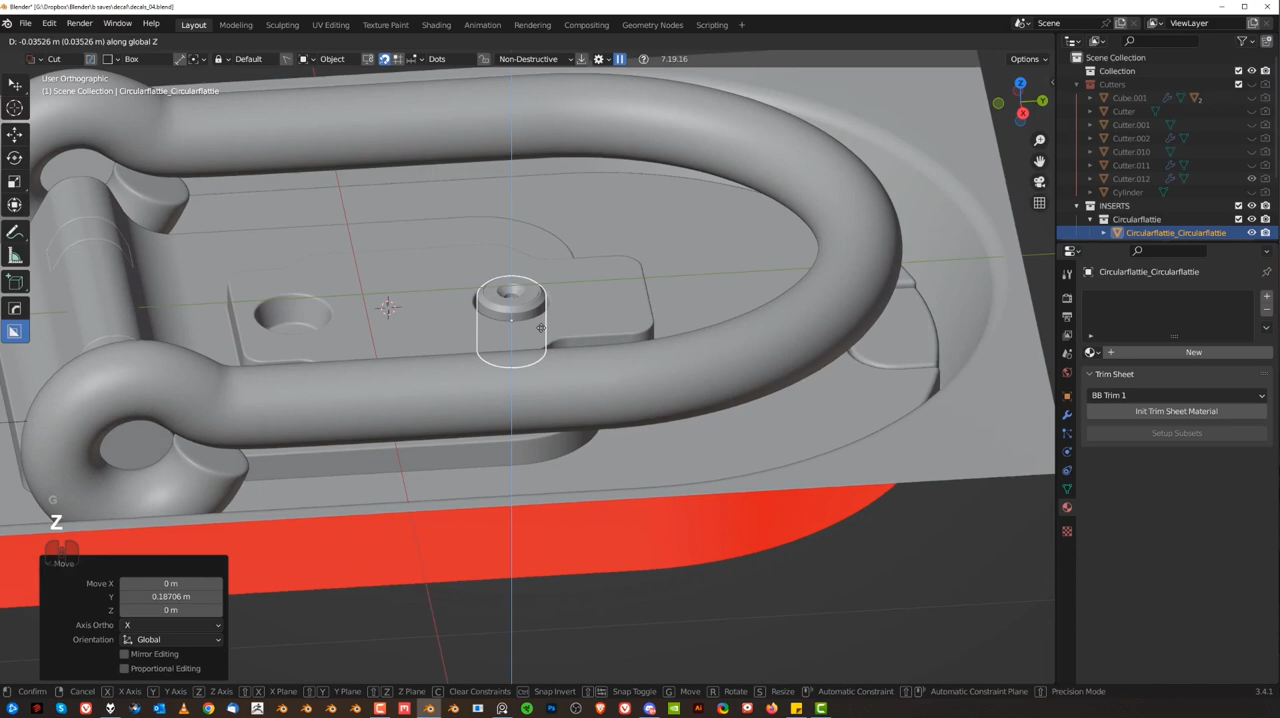 Blender* [G:\Dropbox\Blender\b saves\decal\decals_04.blend]
File Edit Render Window Help Layout Modeling Sculpting UV Editing Texture Paint Shading Animation Rendering Compositing Geometry Nodes Scripting + Scene ViewLayer
D: -0.03526 m (0.03526 m) along global Z
Cut Box Default Object Dots Non-Destructive 7.19.16 Options
User Orthographic
(1) Scene Collection | Circularflattie_Circularflattie
Z
Y
X
Scene Collection
Collection
Cutters
Cube.001 2
Cutter
Cutter.001
Cutter.002
Cutter.010
Cutter.011
Cutter.012
Cylinder
INSERTS
Circularflattie
Circularflattie_Circularflattie
Circularflattie_Circularflattie
+ New
Trim Sheet
BB Trim 1
Init Trim Sheet Material
Setup Subsets
G
Z
Move
Move X 0 m
Y 0.18706 m
Z 0 m
Axis Ortho X
Orientation Global
Mirror Editing
Proportional Editing
Confirm Cancel X X Axis Y Y Axis Z Z Axis X X Plane Y Y Plane Z Z Plane C Clear Constraints Ctrl Snap Invert Snap Toggle G Move R Rotate S Resize Automatic Constraint Automatic Constraint Plane Precision Mode 3.4.1